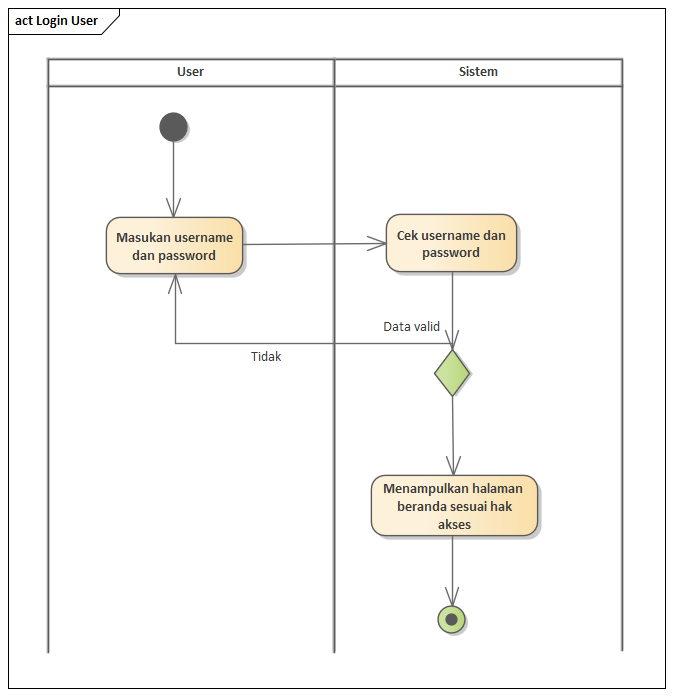 act Login User
User
Sistem
Masukan username
dan password
Cek username dan
password
Data valid
Tidak
Menampulkan halaman
beranda sesuai hak
akses